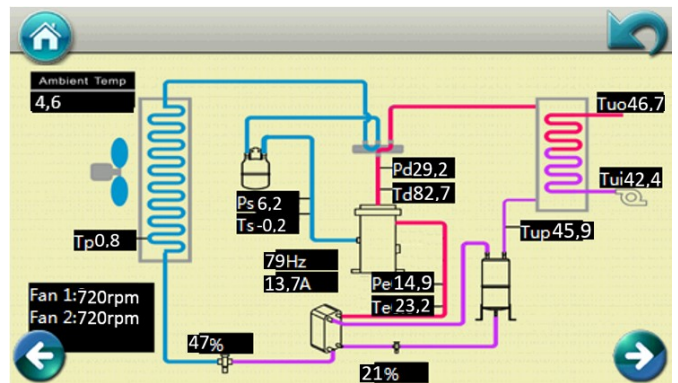 Ambient Temp
4,6
Tuo46,7
Pd29,2
Td82,7
Tui42,4
Ps 6,2
Ts -0,2
Tup 45,9
Tp0,8
79Hz
13,7A
Pe 14,9
Te 23,2
Fan 1:720rpm
Fan 2:720rpm
47%
21%